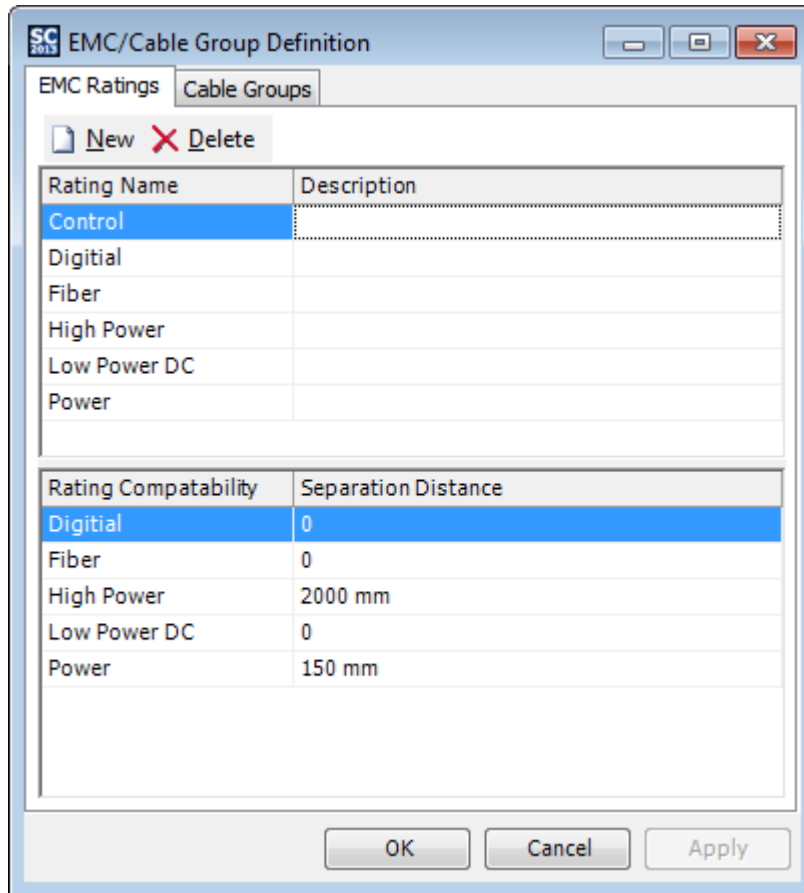 SC 2013 EMC/Cable Group Definition
EMC Ratings Cable Groups
New Delete
Rating Name Description
Control
Digitial
Fiber
High Power
Low Power DC
Power
Rating Compatability Separation Distance
Digitial 0
Fiber 0
High Power 2000 mm
Low Power DC 0
Power 150 mm
OK Cancel Apply